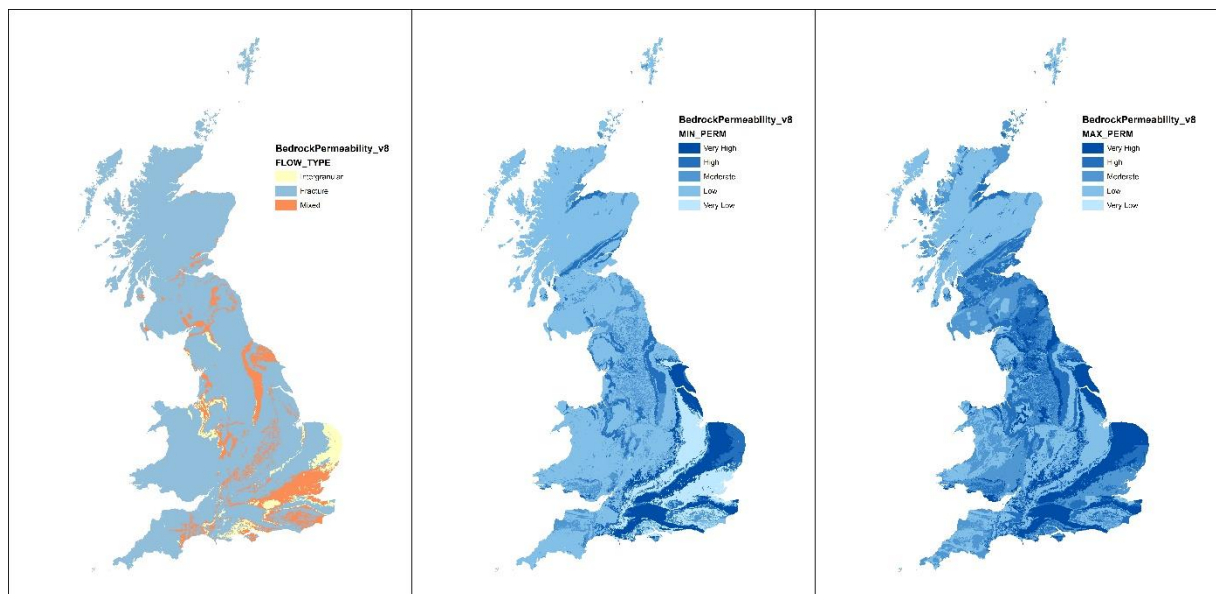 BedrockPermeability_v8
FLOW_TYPE
Intergranular
Fracture
Mixed
BedrockPermeability_v8
MIN_PERM
Very High
High
Moderate
Low
Very Low
BedrockPermeability_v8
MAX_PERM
Very High
High
Moderate
Low
Very Low